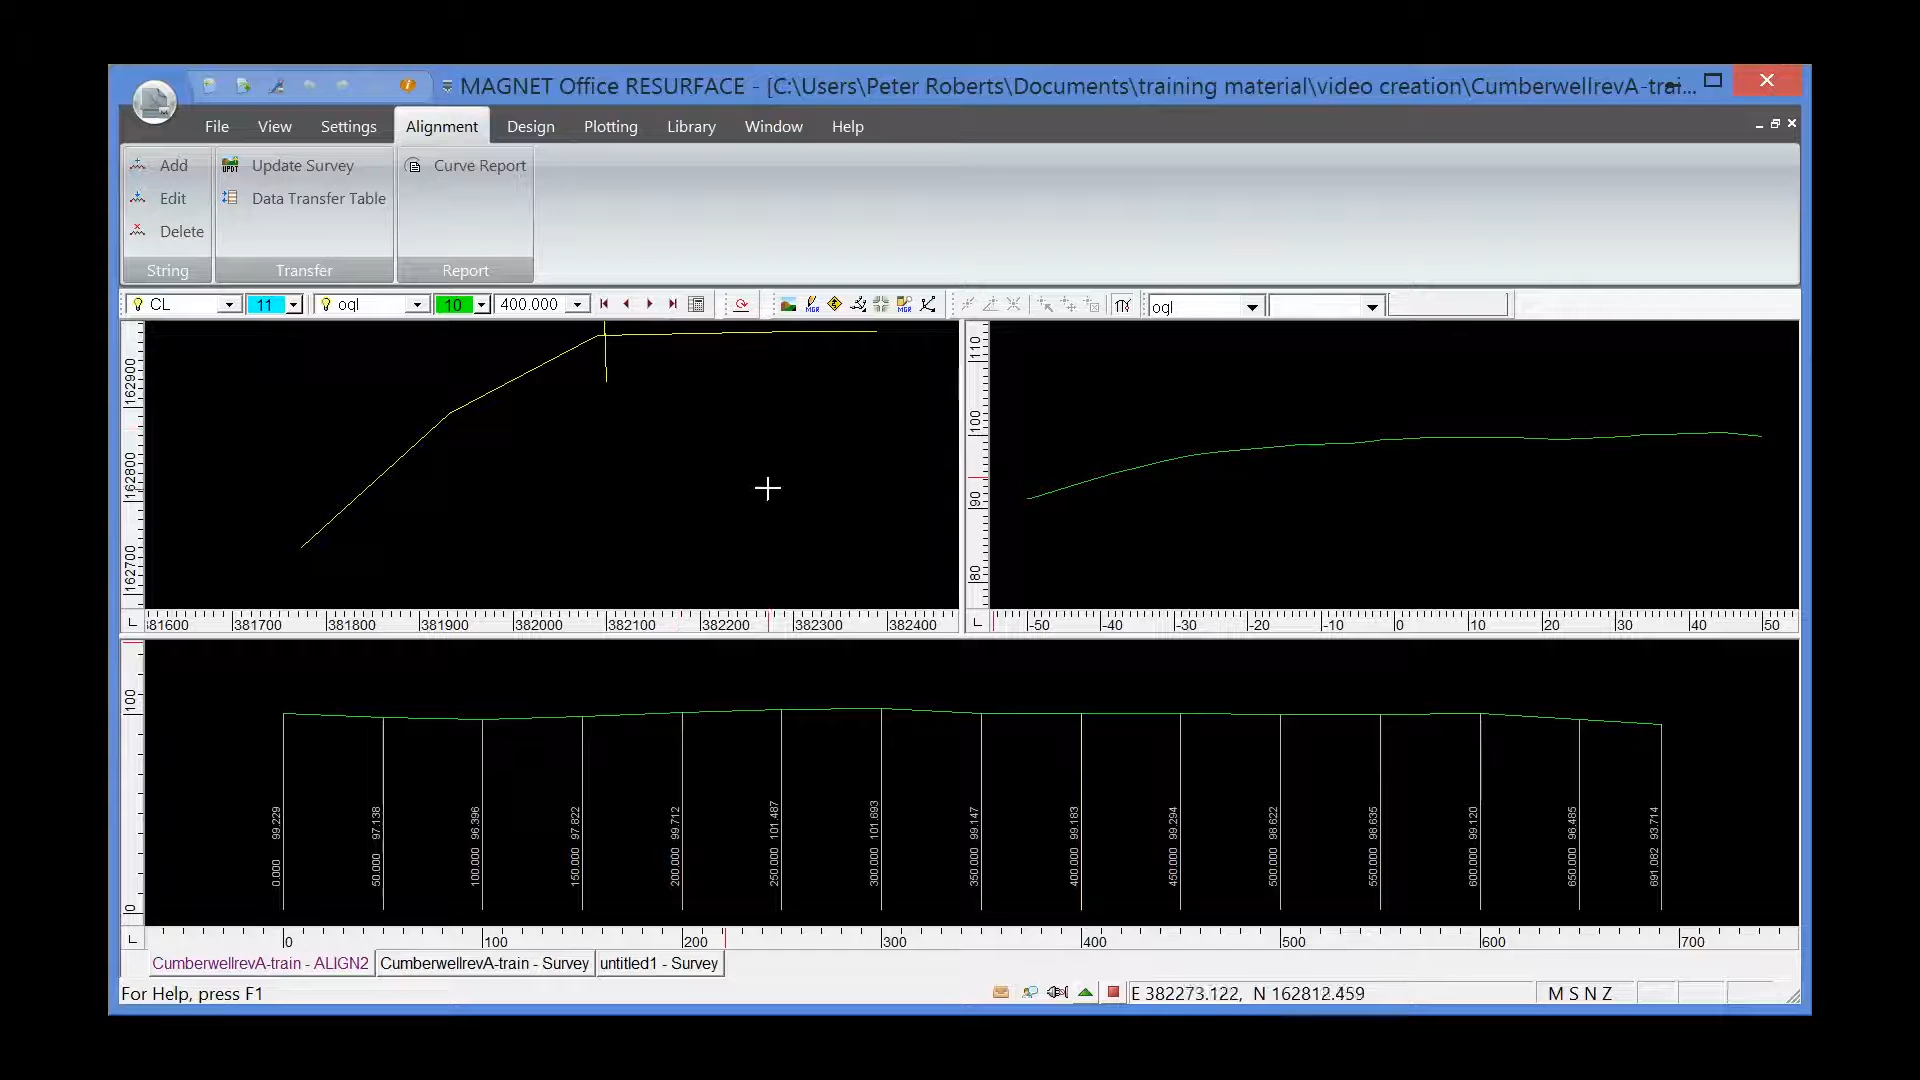 MAGNET Office RESURFACE - [C:\Users\Peter Roberts\Documents\training material\video creation\CumberwellrevA-trai...
File View Settings Alignment Design Plotting Library Window Help
Add Update Survey Curve Report
Edit Data Transfer Table
Delete
String Transfer Report
CL 11 ogl 10 400.000 ogl
162900
162800
162700
381600 381700 381800 381900 382000 382100 382200 382300 382400
110
100
90
80
-50 -40 -30 -20 -10 0 10 20 30 40 50
100
0
0.000 99.229
50.000 97.138
100.000 96.396
150.000 97.822
200.000 99.712
250.000 101.487
300.000 101.693
350.000 99.147
400.000 99.183
450.000 99.294
500.000 98.622
550.000 98.635
600.000 99.120
650.000 96.485
691.082 93.714
0 100 200 300 400 500 600 700
CumberwellrevA-train - ALIGN2 CumberwellrevA-train - Survey untitled1 - Survey
For Help, press F1 E 382273.122, N 162812.459 M S N Z